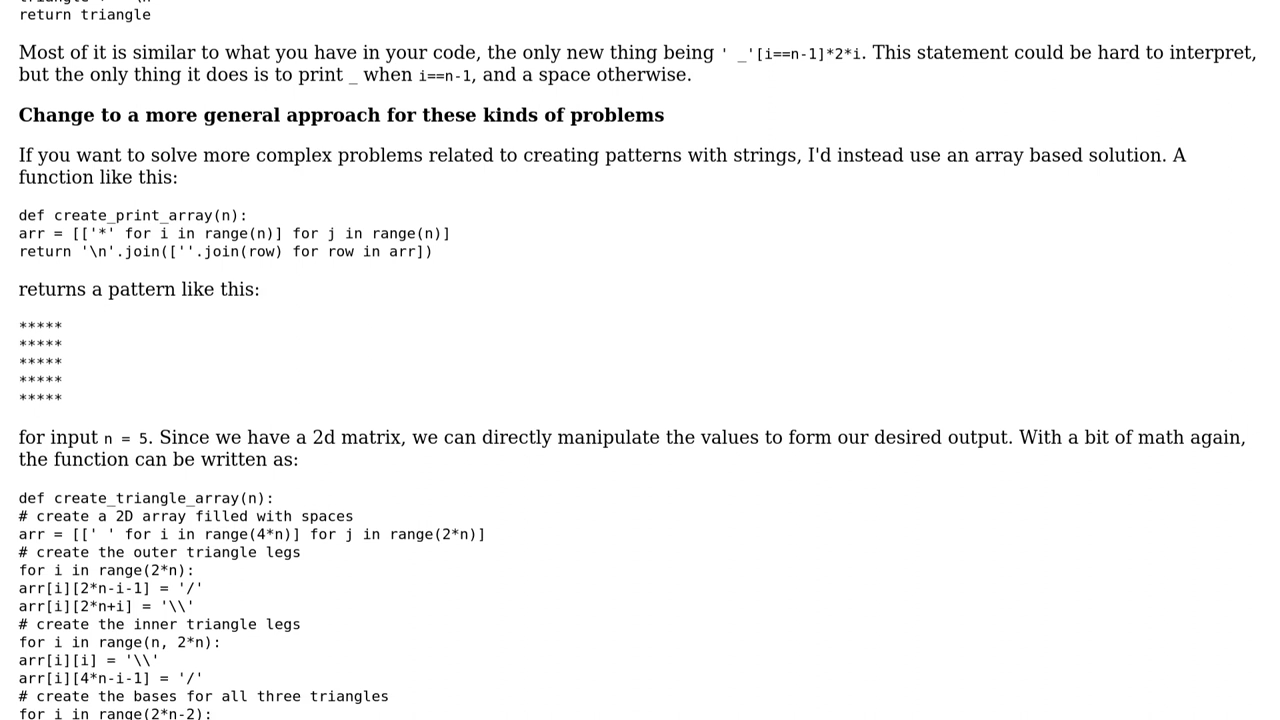 return triangle
Most of it is similar to what you have in your code, the only new thing being ' _'[i==n-1]*2*i. This statement could be hard to interpret,
but the only thing it does is to print _ when i==n-1, and a space otherwise.
Change to a more general approach for these kinds of problems
If you want to solve more complex problems related to creating patterns with strings, I'd instead use an array based solution. A
function like this:
def create_print_array(n):
arr = [['*' for i in range(n)] for j in range(n)]
return '\n'.join([''.join(row) for row in arr])
returns a pattern like this:
*****
*****
*****
*****
*****
for input n = 5. Since we have a 2d matrix, we can directly manipulate the values to form our desired output. With a bit of math again,
the function can be written as:
def create_triangle_array(n):
# create a 2D array filled with spaces
arr = [[' ' for i in range(4*n)] for j in range(2*n)]
# create the outer triangle legs
for i in range(2*n):
arr[i][2*n-i-1] = '/'
arr[i][2*n+i] = '\\'
# create the inner triangle legs
for i in range(n, 2*n):
arr[i][i] = '\\'
arr[i][4*n-i-1] = '/'
# create the bases for all three triangles
for i in range(2*n-2):